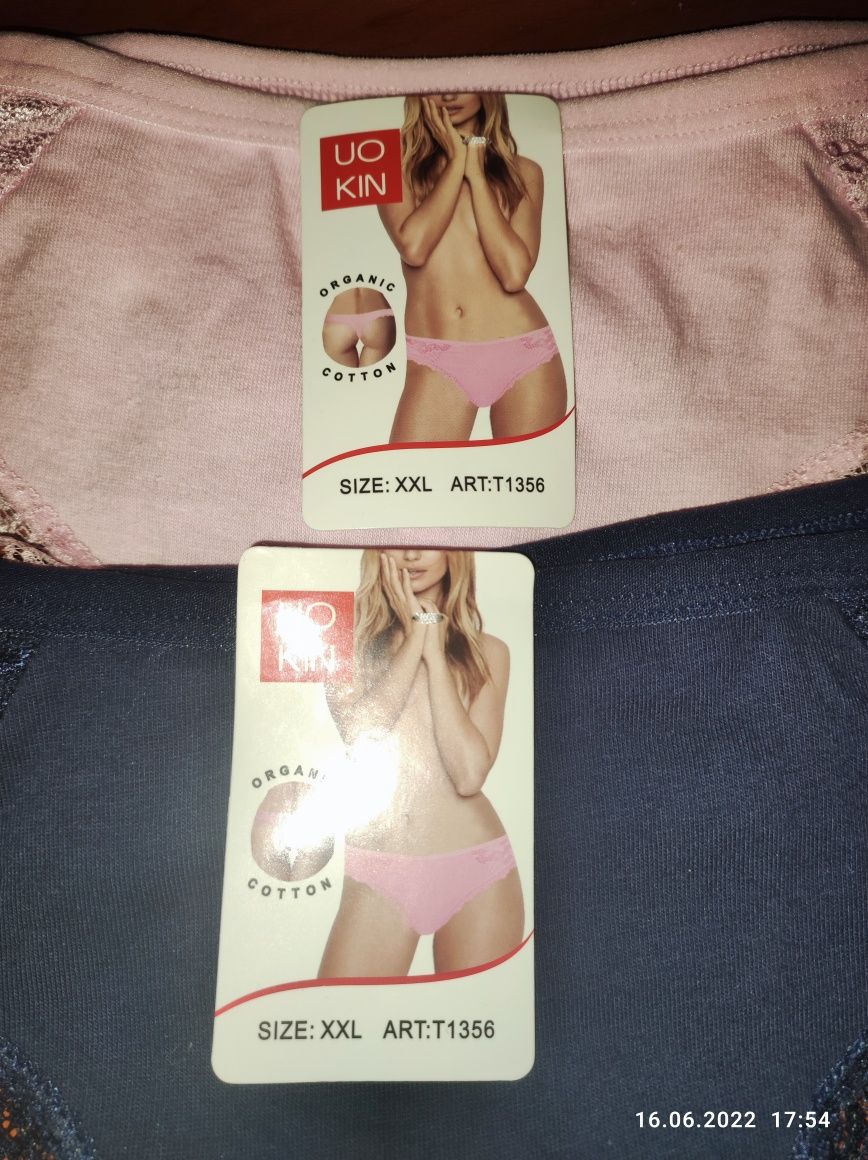 UO
KIN
ORGANIC
COTTON
SIZE: XXL ART:T1356
KIN
COTTON
SIZE: XXL ART:T1356
16.06.2022 17:54